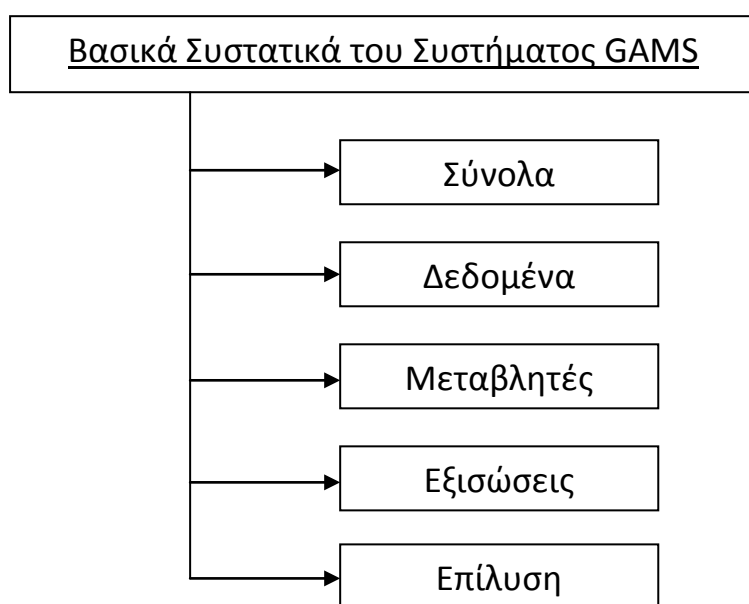 Βασικά Συστατικά του Συστήματος GAMS
Σύνολα
Δεδομένα
Μεταβλητές
Εξισώσεις
Επίλυση